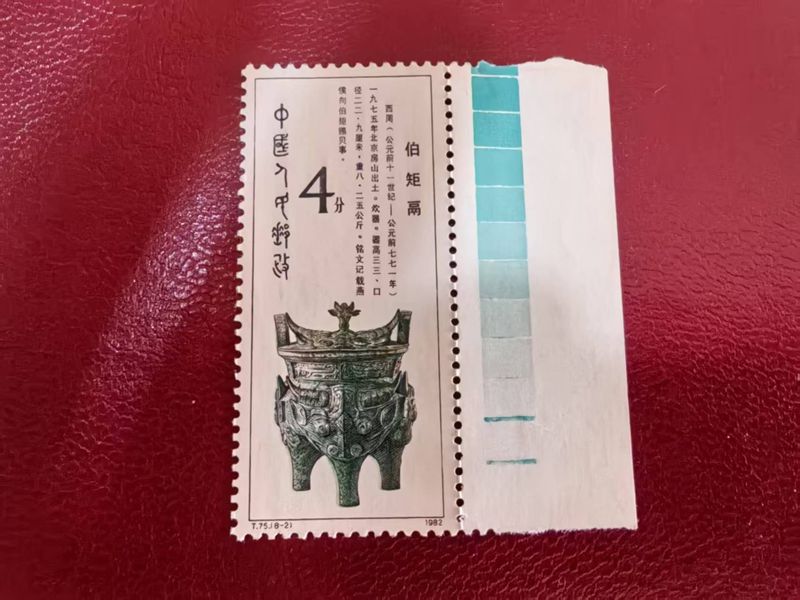 伯矩鬲
西周（公元前十一世纪——公元前七七一年）
一九七五年北京房山出土。炊器。器高三三、口
径二二·九厘米，重八·二五公斤。铭文记载燕
侯向伯矩赐贝事。
4分
中國人民郵政
T.75.(8-2)
1982